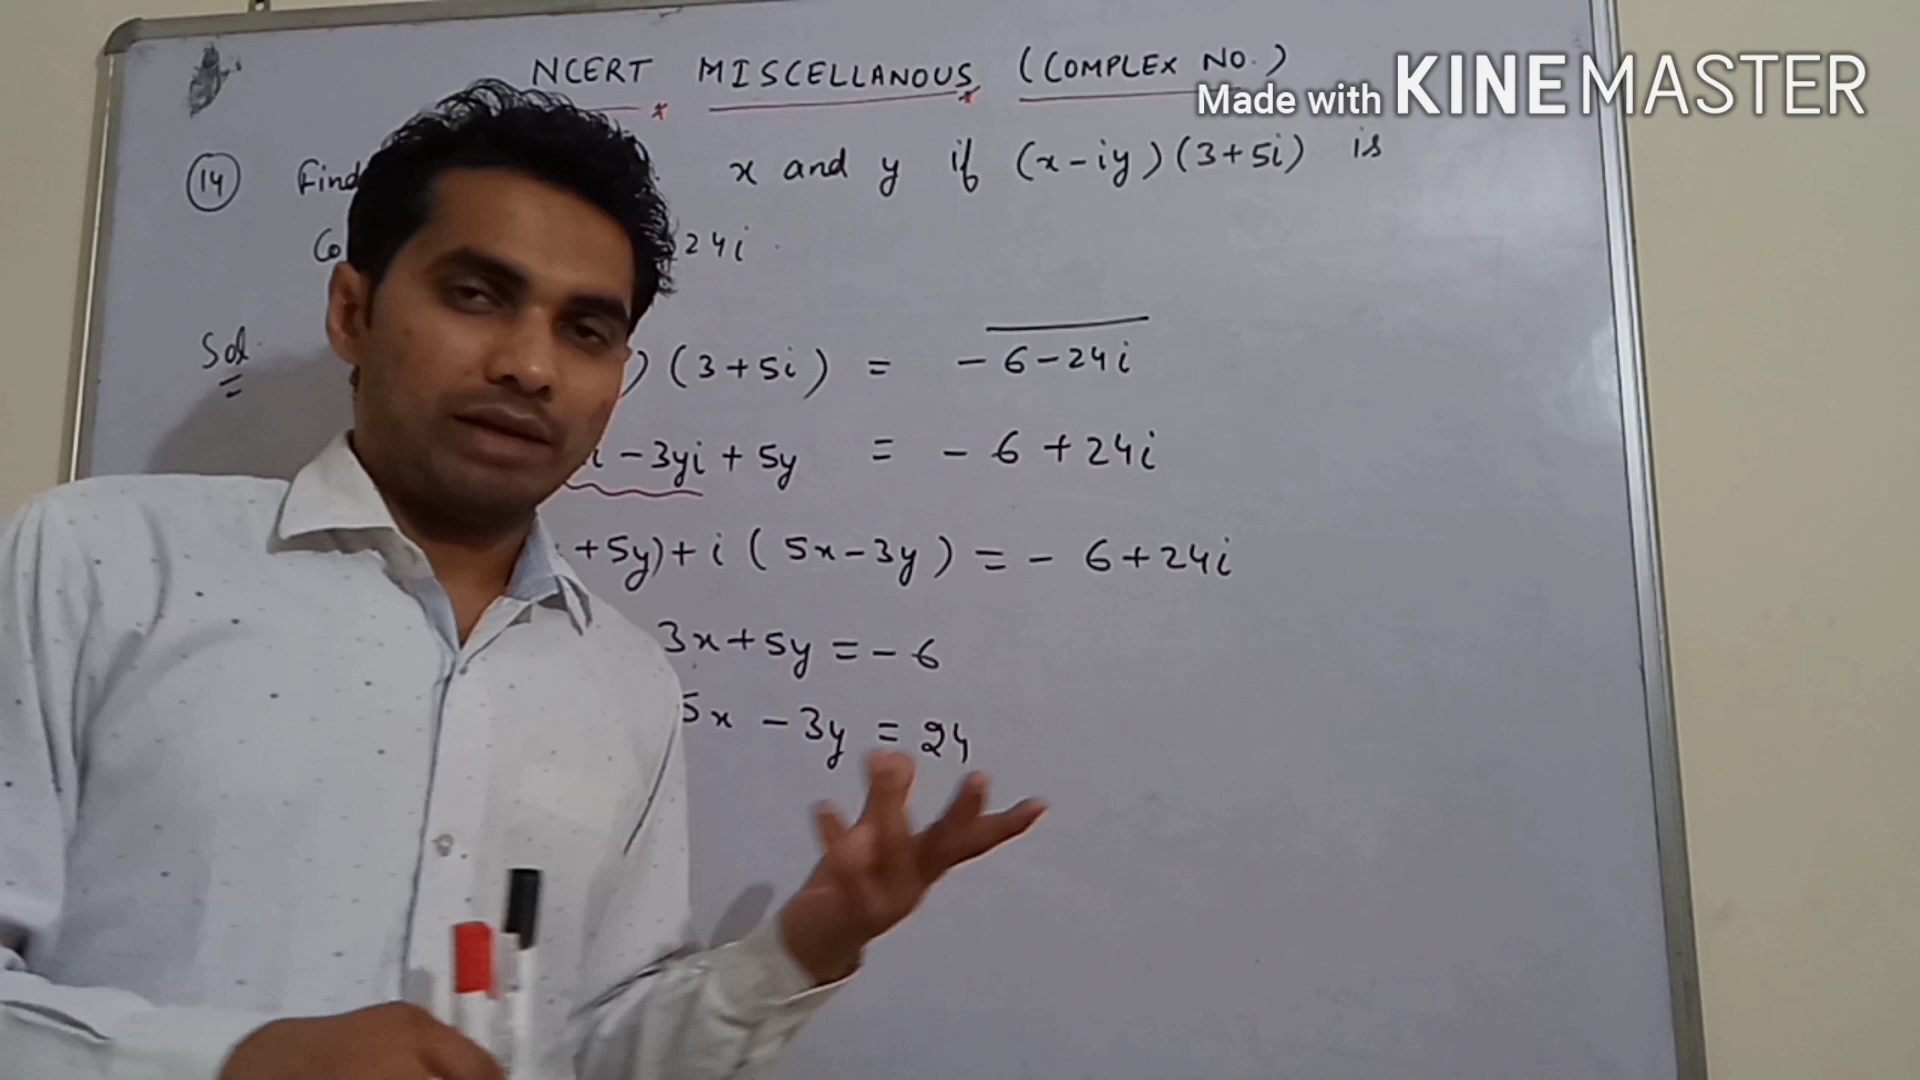 NCERT MISCELLANOUS (COMPLEX NO.)
Made with KINEMASTER
14 Find x and y if (x-iy)(3+5i) is
24i.
Sol. ) (3+5i) = \overline{-6-24i}
i - 3yi + 5y = - 6 + 24i
+5y) + i ( 5x - 3y ) = - 6 + 24i
3x + 5y = - 6
5x - 3y = 24